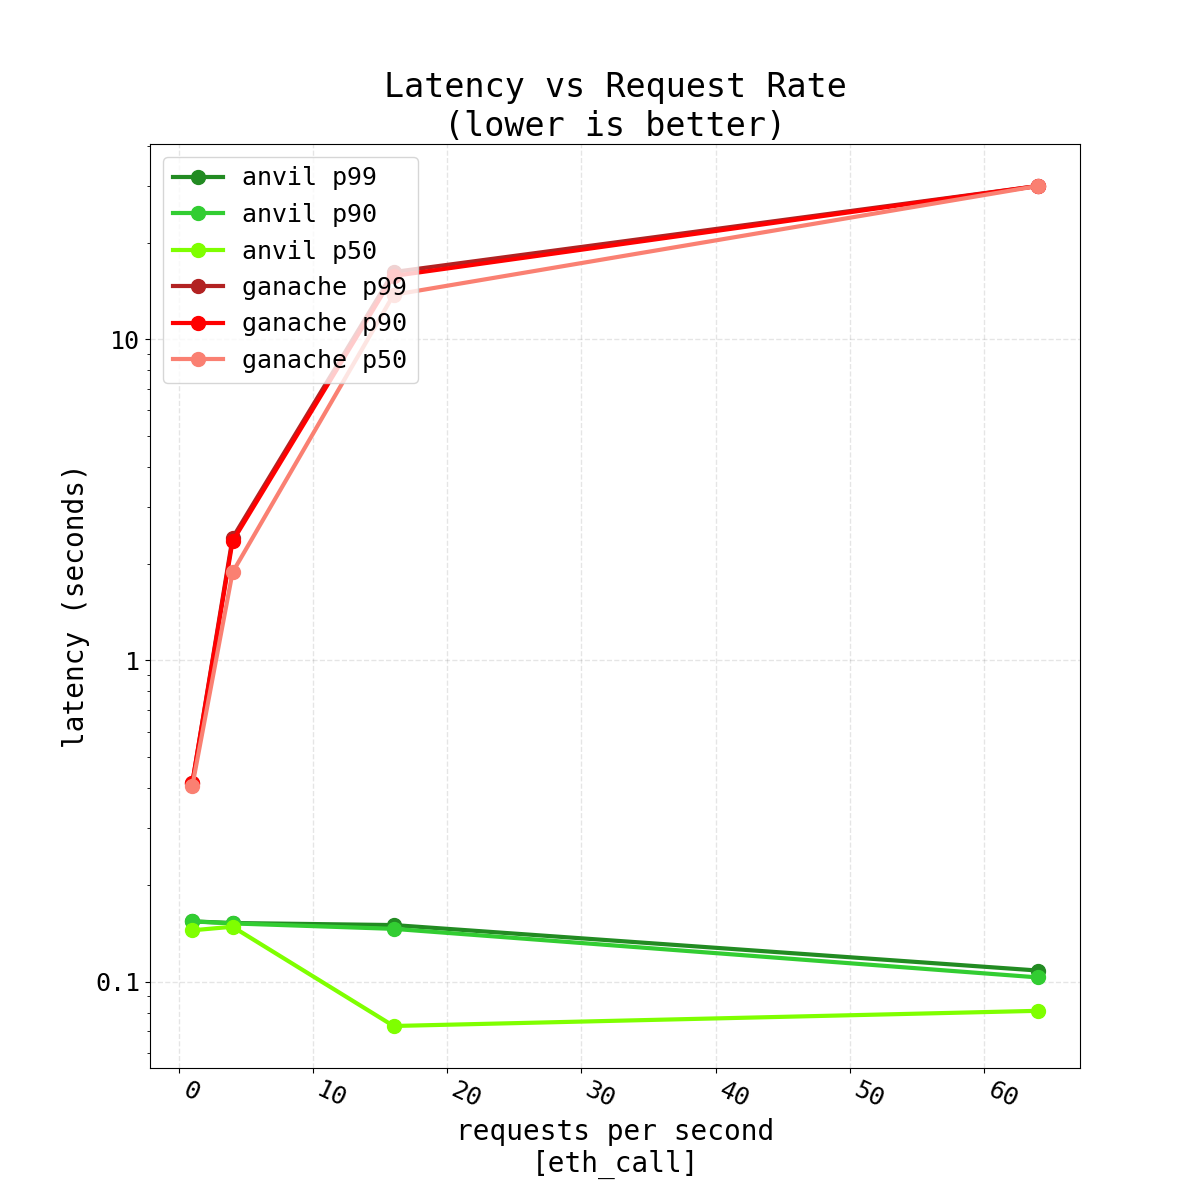 Latency vs Request Rate
(lower is better)
anvil p99
anvil p90
anvil p50
ganache p99
ganache p90
ganache p50
latency (seconds)
10
1
0.1
0 10 20 30 40 50 60
requests per second
[eth_call]